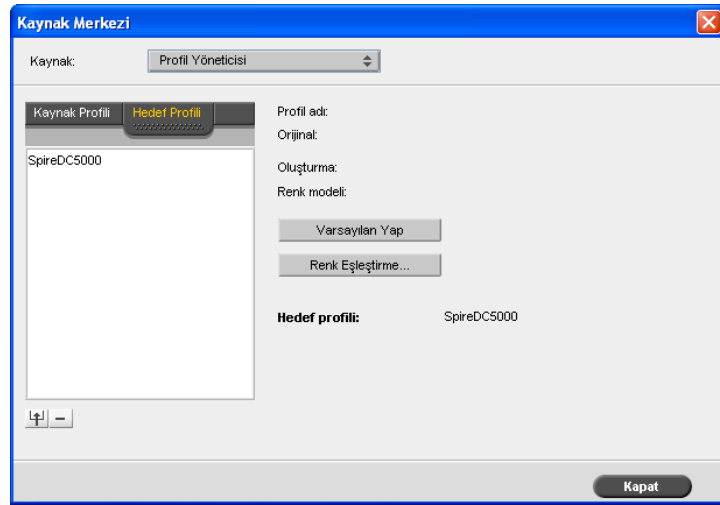 Kaynak Merkezi
Kaynak: Profil Yöneticisi
Kaynak Profili Hedef Profili
SpireDC5000
Profil adı:
Orijinal:
Oluşturma:
Renk modeli:
Varsayılan Yap
Renk Eşleştirme...
Hedef profili: SpireDC5000
Kapat